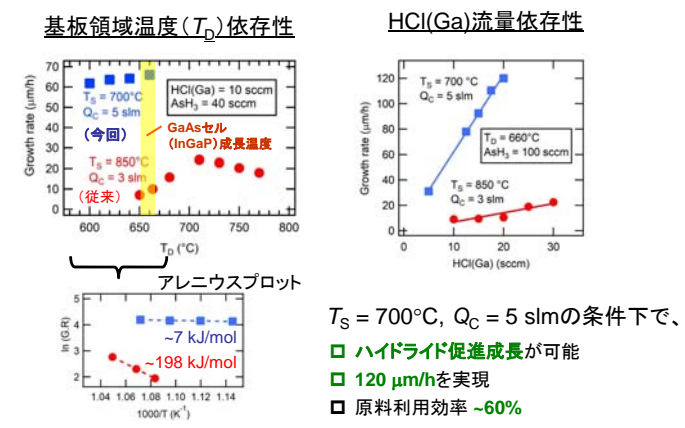 基板領域温度(TD)依存性
HCl(Ga)流量依存性
70
60
50
40
30
20
10
0
Growth rate (μm/h)
TS = 700°C
QC = 5 slm
(今回)
HCl(Ga) = 10 sccm
AsH3 = 40 sccm
GaAsセル
(InGaP)成長温度
TS = 850°C
QC = 3 slm
(従来)
600
650
700
750
800
TD (°C)
120
100
80
60
40
20
0
Growth rate (μm/h)
TS = 700 °C
QC = 5 slm
TD = 660°C
AsH3 = 100 sccm
TS = 850 °C
QC = 3 slm
0
10
20
30
HCl(Ga) (sccm)
アレニウスプロット
5
4
3
2
ln (G.R)
~7 kJ/mol
~198 kJ/mol
1.04 1.06 1.08 1.10 1.12 1.14
1000/T (K-1)
TS = 700°C, QC = 5 slmの条件下で、
ハイドライド促進成長が可能
120 μm/hを実現
原料利用効率 ~60%